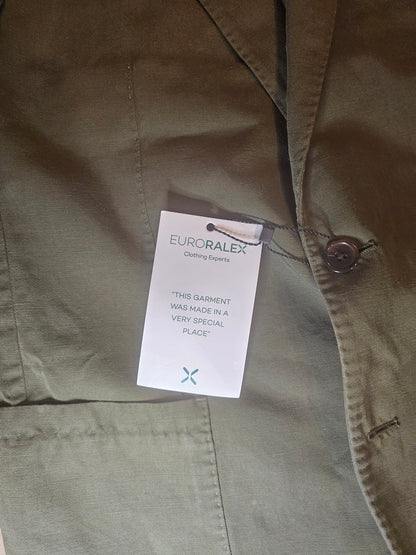 EURORALEX
Clothing Experts
"THIS GARMENT
WAS MADE IN A
VERY SPECIAL
PLACE"